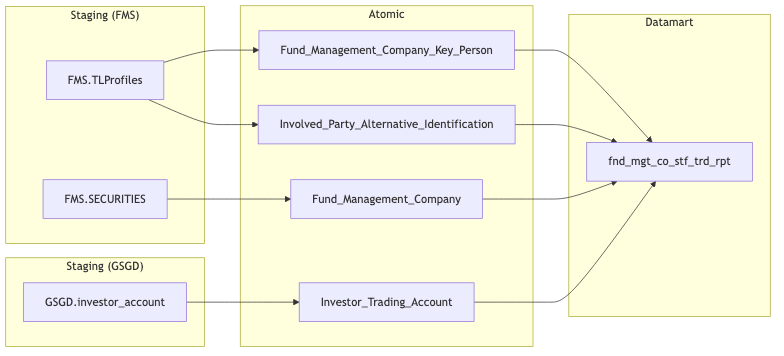 Staging (FMS)
FMS.TLProfiles
FMS.SECURITIES
Staging (GSGD)
GSGD.investor_account
Atomic
Fund_Management_Company_Key_Person
Involved_Party_Alternative_Identification
Fund_Management_Company
Investor_Trading_Account
Datamart
fnd_mgt_co_stf_trd_rpt